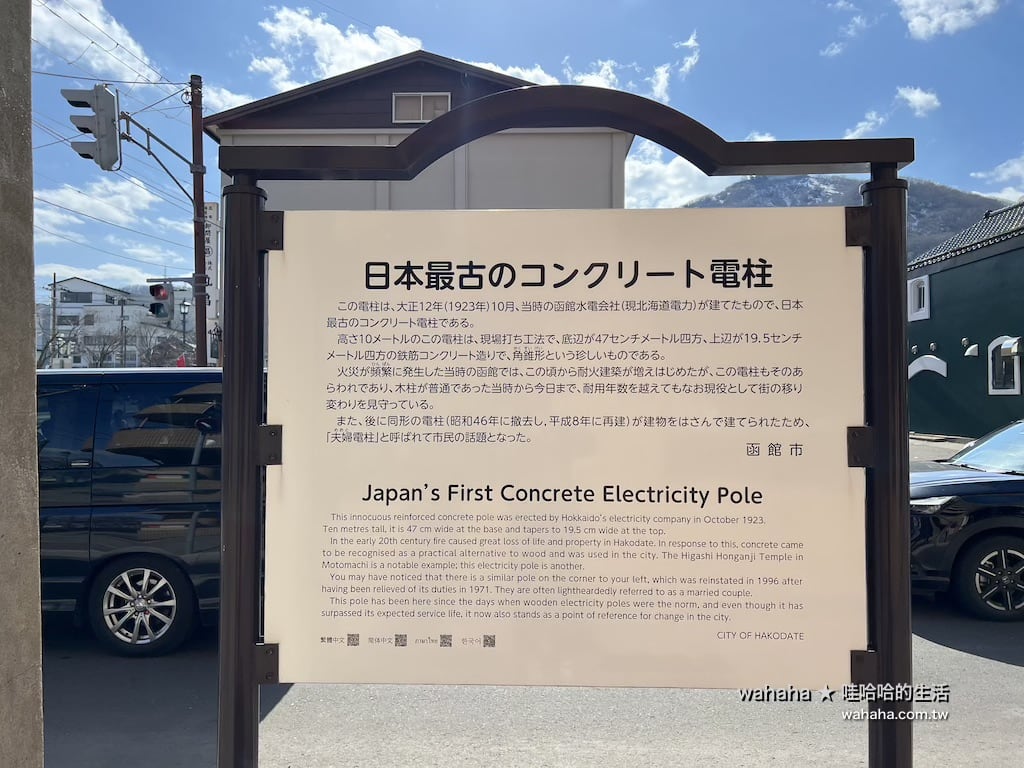 日本最古のコンクリート電柱
この電柱は、大正12年(1923年)10月、当時の函館水電会社(現北海道電力)が建てたもので、日本
最古のコンクリート電柱である。
高さ10メートルのこの電柱は、現場打ち工法で、底辺が47センチメートル四方、上辺が19.5センチ
メートル四方の鉄筋コンクリート造りで、角錐形という珍しいものである。
火災が頻繁に発生した当時の函館では、この頃から耐火建築が増えはじめたが、この電柱もそのあ
らわれであり、木柱が普通であった当時から今日まで、耐用年数を越えてもなお現役として街の移り
変わりを見守っている。
また、後に同形の電柱(昭和46年に撤去し、平成8年に再建)が建物をはさんで建てられたため、
「夫婦電柱」と呼ばれて市民の話題となった。
函館市
Japan's First Concrete Electricity Pole
This innocuous reinforced concrete pole was erected by Hokkaido's electricity company in October 1923.
Ten metres tall, it is 47 cm wide at the base and tapers to 19.5 cm wide at the top.
In the early 20th century fire caused great loss of life and property in Hakodate. In response to this, concrete came
to be recognised as a practical alternative to wood and was used in the city. The Higashi Honganji Temple in
Motomachi is a notable example; this electricity pole is another.
You may have noticed that there is a similar pole on the corner to your left, which was reinstated in 1996 after
having been relieved of its duties in 1971. They are often lightheardedly referred to as a married couple.
This pole has been here since the days when wooden electricity poles were the norm, and even though it has
surpassed its expected service life, it now also stands as a point of reference for change in the city.
繁體中文 简体中文 ภาษาไทย 한국어
CITY OF HAKODATE
wahaha ★ 哇哈哈的生活
wahaha.com.tw